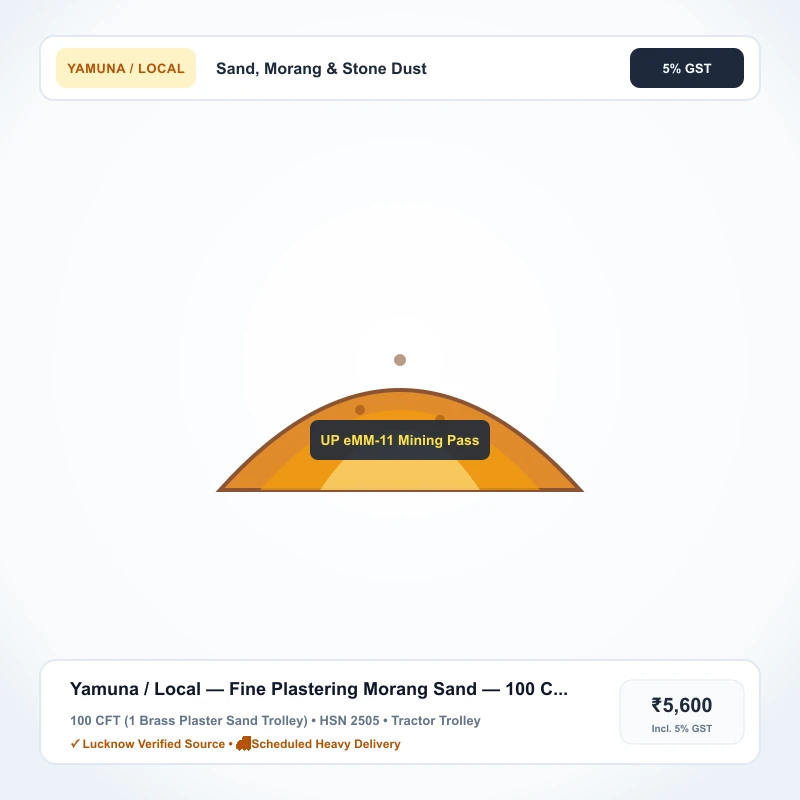 YAMUNA / LOCAL
Sand, Morang & Stone Dust
5% GST
UP eMM-11 Mining Pass
Yamuna / Local — Fine Plastering Morang Sand — 100 C...
₹5,600
100 CFT (1 Brass Plaster Sand Trolley) • HSN 2505 • Tractor Trolley
Incl. 5% GST
✓ Lucknow Verified Source • 🚚 Scheduled Heavy Delivery